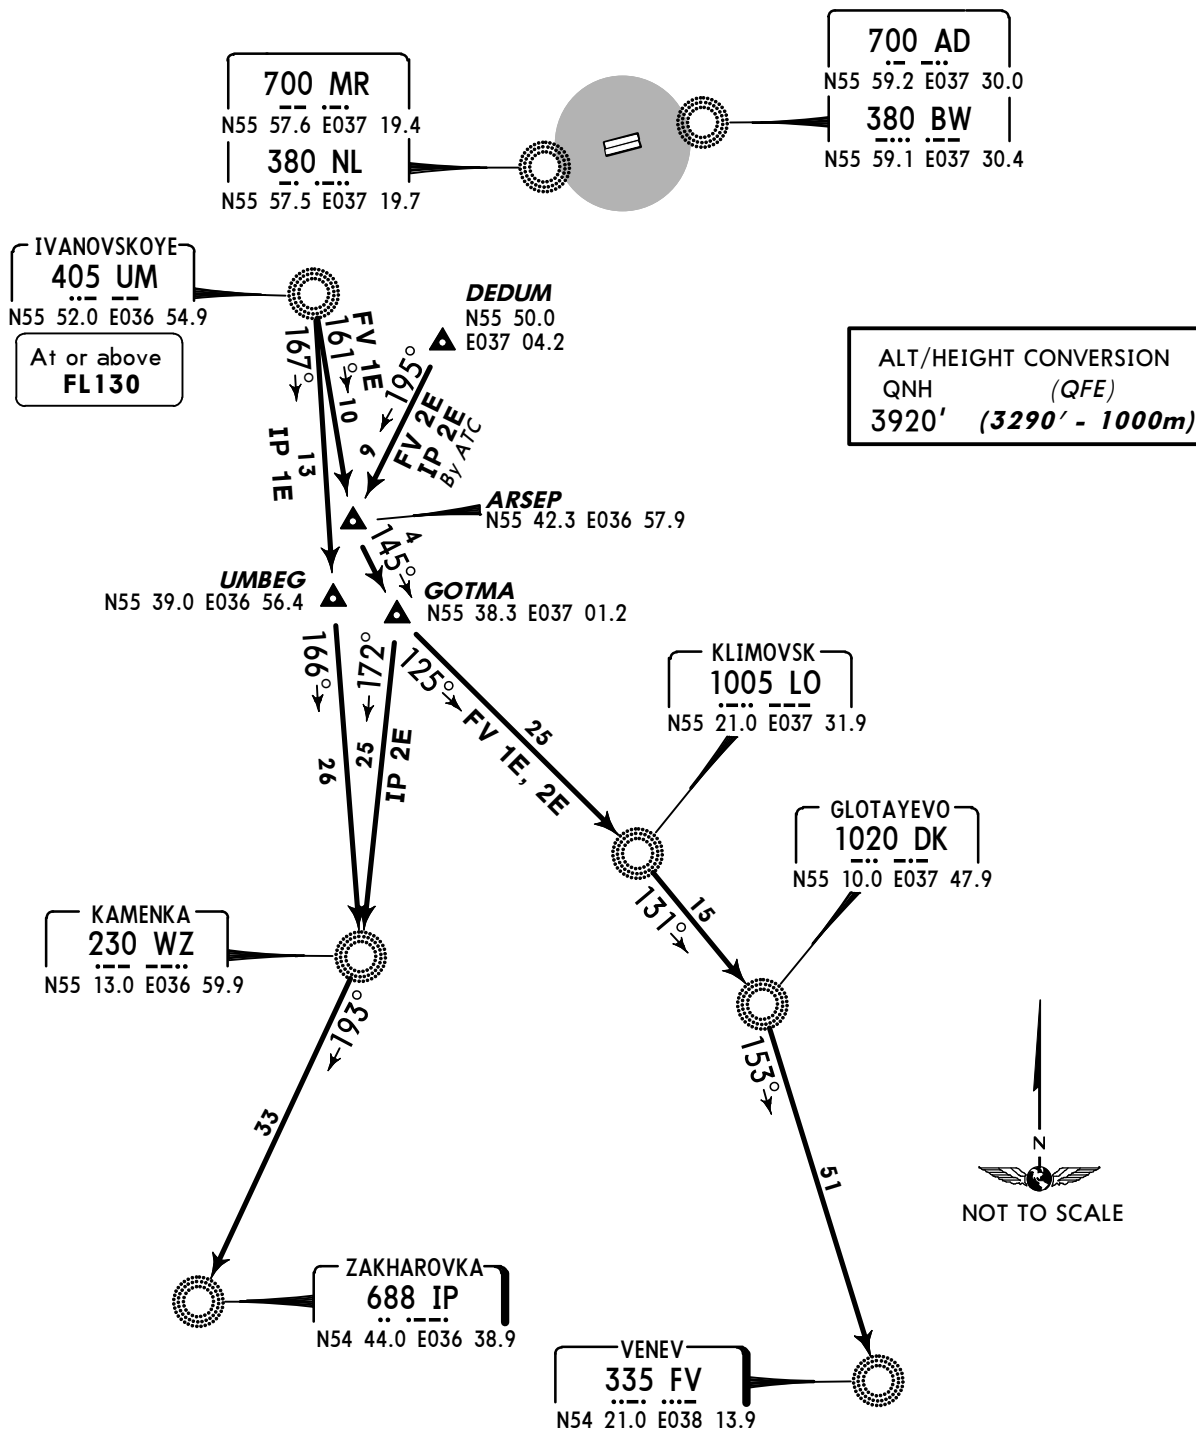 700 AD
N55 59.2 E037 30.0
380 BW
N55 59.1 E037 30.4
700 MR
N55 57.6 E037 19.4
380 NL
N55 57.5 E037 19.7
IVANOVSKOYE
405 UM
N55 52.0 E036 54.9
At or above
FL130
DEDUM
N55 50.0
E037 04.2
ALT/HEIGHT CONVERSION
QNH (QFE)
3920' (3290' - 1000m)
167°
13
IP 1E
161°
10
FV 1E
195°
9
FV 2E
IP 2E
By ATC
ARSEP
N55 42.3 E036 57.9
145°
4
UMBEG
N55 39.0 E036 56.4
GOTMA
N55 38.3 E037 01.2
166°
26
172°
25
IP 2E
125°
25
FV 1E, 2E
KLIMOVSK
1005 LO
N55 21.0 E037 31.9
131°
15
GLOTAYEVO
1020 DK
N55 10.0 E037 47.9
KAMENKA
230 WZ
N55 13.0 E036 59.9
193°
33
153°
51
N
NOT TO SCALE
ZAKHAROVKA
688 IP
N54 44.0 E036 38.9
VENEV
335 FV
N54 21.0 E038 13.9